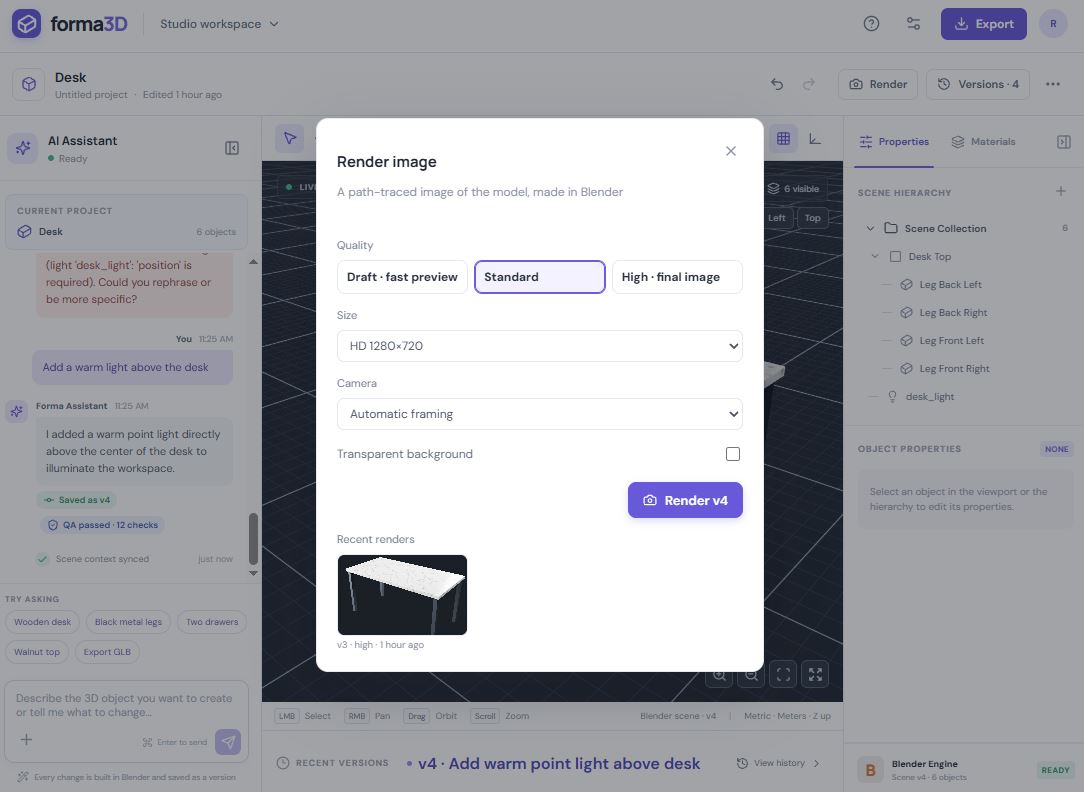 forma3D
Studio workspace
Export
R
Desk
Untitled project · Edited 1 hour ago
Render
Versions · 4
AI Assistant
Ready
CURRENT PROJECT
Desk
6 objects
(light 'desk_light': 'position' is
required). Could you rephrase or
be more specific?
You 11:25 AM
Add a warm light above the desk
Forma Assistant 11:25 AM
I added a warm point light directly
above the center of the desk to
illuminate the workspace.
Saved as v4
QA passed · 12 checks
Scene context synced just now
TRY ASKING
Wooden desk
Black metal legs
Two drawers
Walnut top
Export GLB
Describe the 3D object you want to create
or tell me what to change...
Enter to send
Every change is built in Blender and saved as a version
6 visible
Left
Top
Render image
A path-traced image of the model, made in Blender
Quality
Draft · fast preview
Standard
High · final image
Size
HD 1280×720
Camera
Automatic framing
Transparent background
Render v4
Recent renders
v3 · high · 1 hour ago
LMB Select
RMB Pan
Drag Orbit
Scroll Zoom
Blender scene · v4 | Metric · Meters · Z up
RECENT VERSIONS
v4 · Add warm point light above desk
View history
Properties
Materials
SCENE HIERARCHY
Scene Collection 6
Desk Top
Leg Back Left
Leg Back Right
Leg Front Left
Leg Front Right
desk_light
OBJECT PROPERTIES
NONE
Select an object in the viewport or the
hierarchy to edit its properties.
B
Blender Engine
Scene v4 · 6 objects
READY